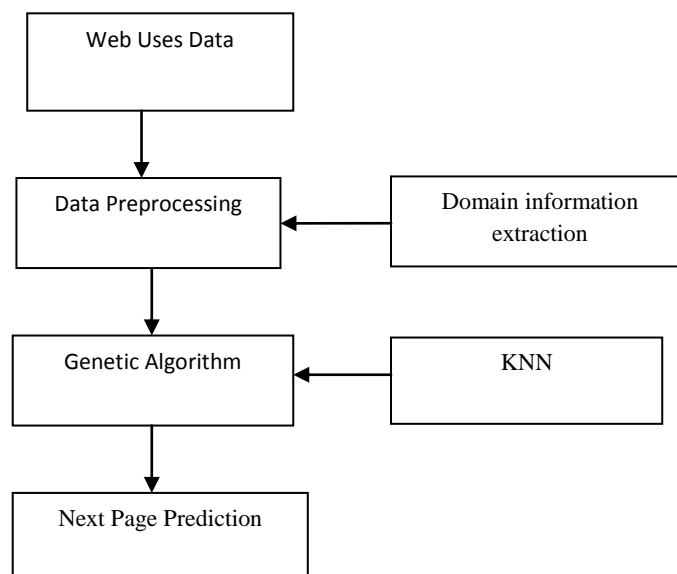 Web Uses Data
Data Preprocessing
Domain information
extraction
Genetic Algorithm
KNN
Next Page Prediction